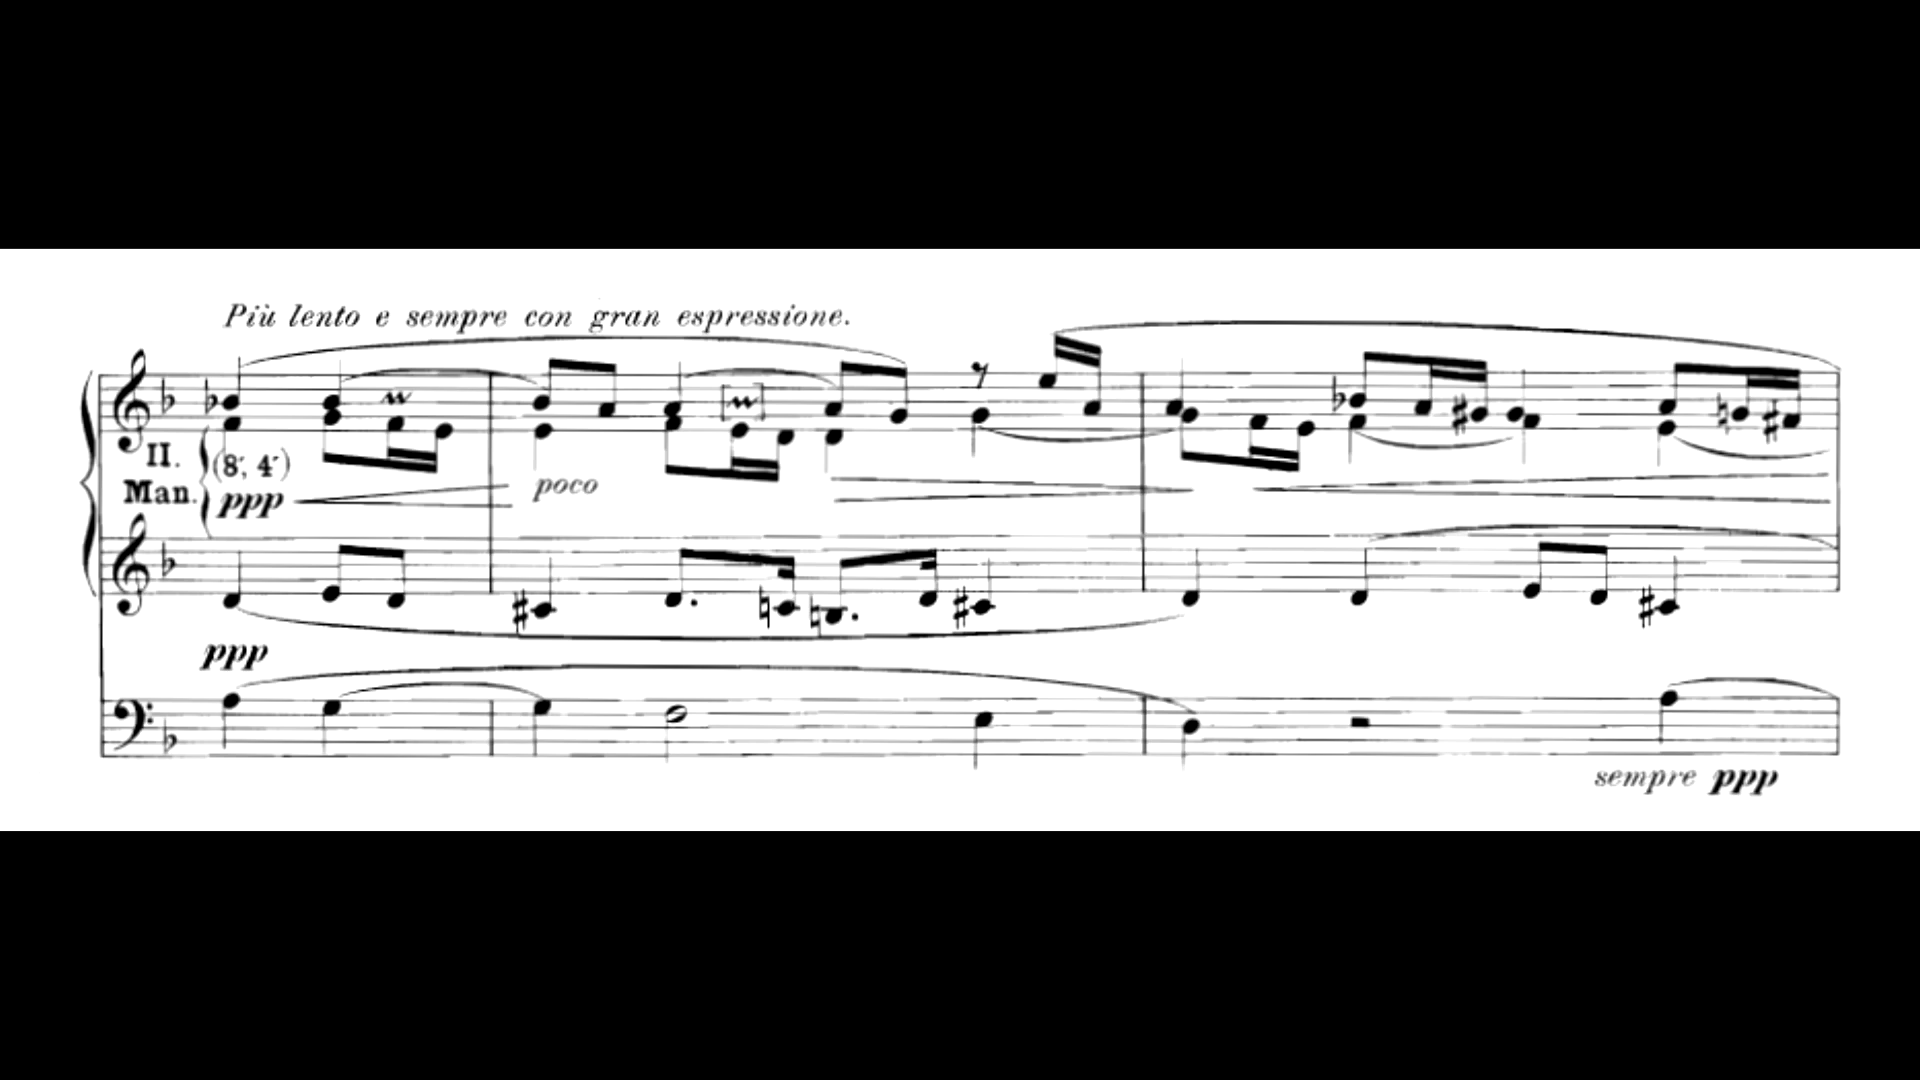 Più lento e sempre con gran espressione.
II. (8', 4')
Man. ppp poco
ppp
sempre ppp